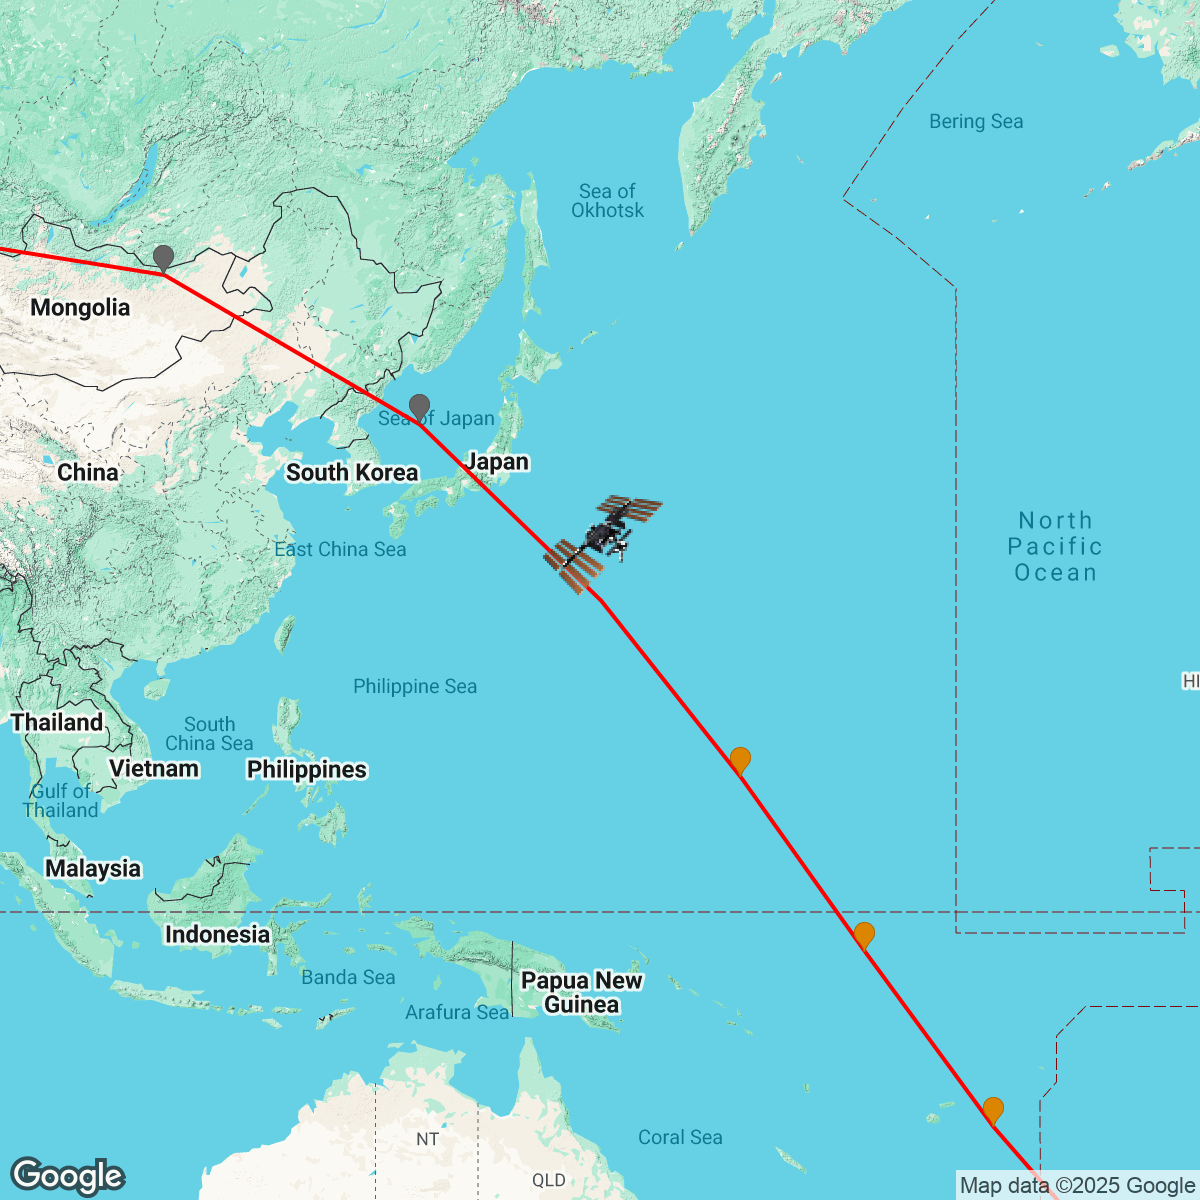 Bering Sea
Sea of
Okhotsk
Mongolia
Sea of Japan
Japan
China
South Korea
North
Pacific
Ocean
East China Sea
HI
Philippine Sea
Thailand
South
China Sea
Vietnam
Philippines
Gulf of
Thailand
Malaysia
Indonesia
Banda Sea
Papua New
Guinea
Arafura Sea
NT
Coral Sea
QLD
Google
Map data ©2025 Google